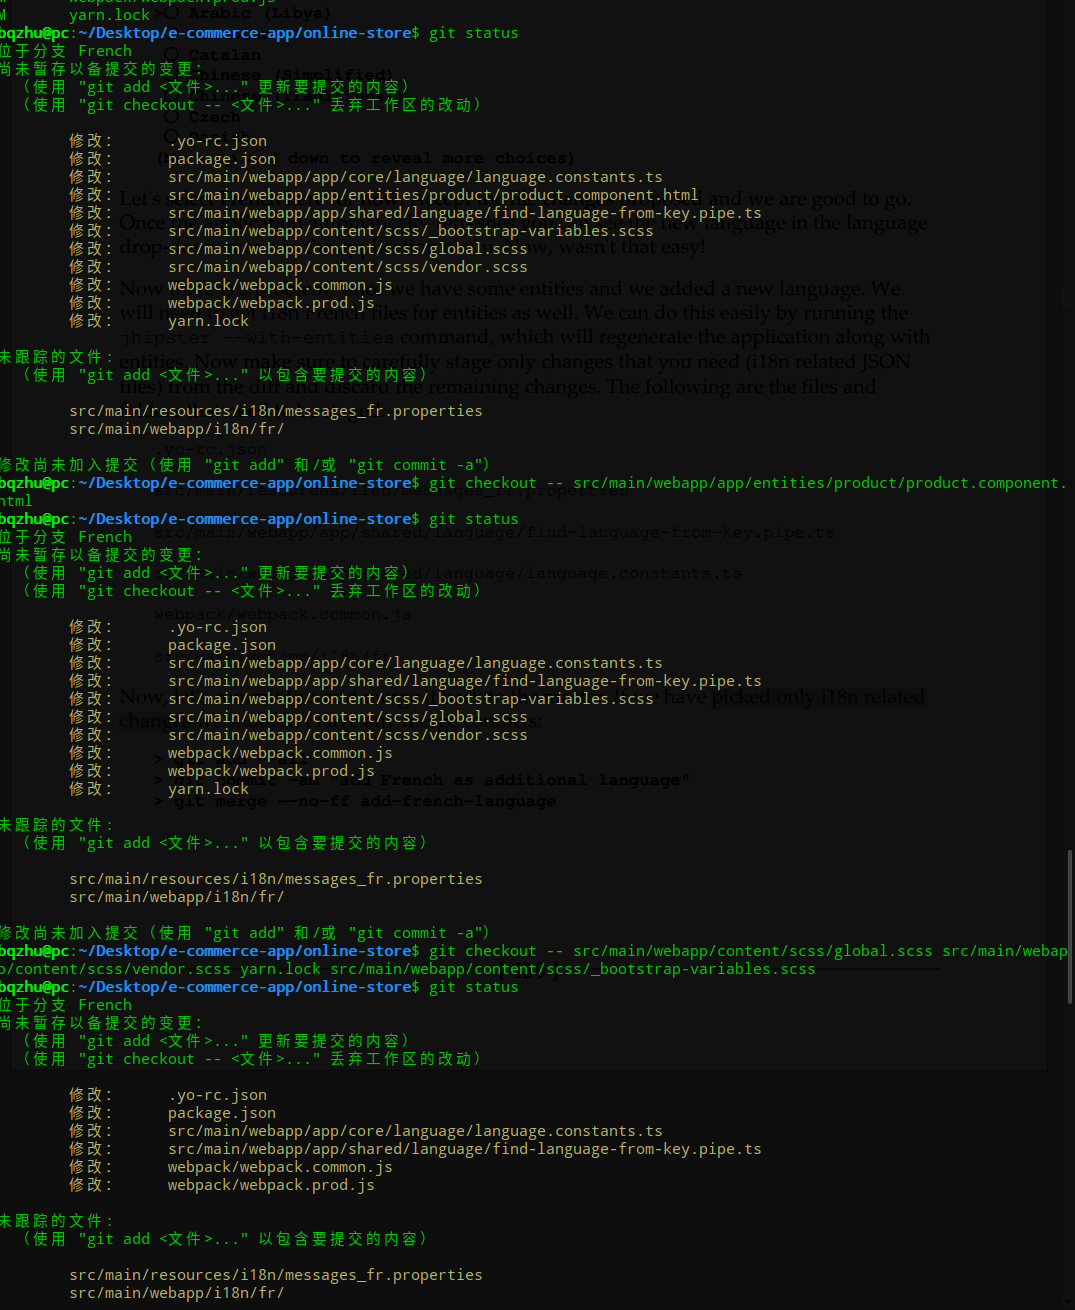 M       webpack/webpack.prod.js
M       yarn.lock
bqzhu@pc:~/Desktop/e-commerce-app/online-store$ git status
位于分支 French
尚未暂存以备提交的变更：
（使用 "git add <文件>..." 更新要提交的内容）
（使用 "git checkout -- <文件>..." 丢弃工作区的改动）
修改：     .yo-rc.json
修改：     package.json
修改：     src/main/webapp/app/core/language/language.constants.ts
修改：     src/main/webapp/app/entities/product/product.component.html
修改：     src/main/webapp/app/shared/language/find-language-from-key.pipe.ts
修改：     src/main/webapp/content/scss/_bootstrap-variables.scss
修改：     src/main/webapp/content/scss/global.scss
修改：     src/main/webapp/content/scss/vendor.scss
修改：     webpack/webpack.common.js
修改：     webpack/webpack.prod.js
修改：     yarn.lock
未跟踪的文件:
（使用 "git add <文件>..." 以包含要提交的内容）
src/main/resources/i18n/messages_fr.properties
src/main/webapp/i18n/fr/
修改尚未加入提交（使用 "git add" 和/或 "git commit -a"）
bqzhu@pc:~/Desktop/e-commerce-app/online-store$ git checkout -- src/main/webapp/app/entities/product/product.component.
html
bqzhu@pc:~/Desktop/e-commerce-app/online-store$ git status
位于分支 French
尚未暂存以备提交的变更：
（使用 "git add <文件>..." 更新要提交的内容）
（使用 "git checkout -- <文件>..." 丢弃工作区的改动）
修改：     .yo-rc.json
修改：     package.json
修改：     src/main/webapp/app/core/language/language.constants.ts
修改：     src/main/webapp/app/shared/language/find-language-from-key.pipe.ts
修改：     src/main/webapp/content/scss/_bootstrap-variables.scss
修改：     src/main/webapp/content/scss/global.scss
修改：     src/main/webapp/content/scss/vendor.scss
修改：     webpack/webpack.common.js
修改：     webpack/webpack.prod.js
修改：     yarn.lock
未跟踪的文件:
（使用 "git add <文件>..." 以包含要提交的内容）
src/main/resources/i18n/messages_fr.properties
src/main/webapp/i18n/fr/
修改尚未加入提交（使用 "git add" 和/或 "git commit -a"）
bqzhu@pc:~/Desktop/e-commerce-app/online-store$ git checkout -- src/main/webapp/content/scss/global.scss src/main/webap
p/content/scss/vendor.scss yarn.lock src/main/webapp/content/scss/_bootstrap-variables.scss
bqzhu@pc:~/Desktop/e-commerce-app/online-store$ git status
位于分支 French
尚未暂存以备提交的变更：
（使用 "git add <文件>..." 更新要提交的内容）
（使用 "git checkout -- <文件>..." 丢弃工作区的改动）
修改：     .yo-rc.json
修改：     package.json
修改：     src/main/webapp/app/core/language/language.constants.ts
修改：     src/main/webapp/app/shared/language/find-language-from-key.pipe.ts
修改：     webpack/webpack.common.js
修改：     webpack/webpack.prod.js
未跟踪的文件:
（使用 "git add <文件>..." 以包含要提交的内容）
src/main/resources/i18n/messages_fr.properties
src/main/webapp/i18n/fr/